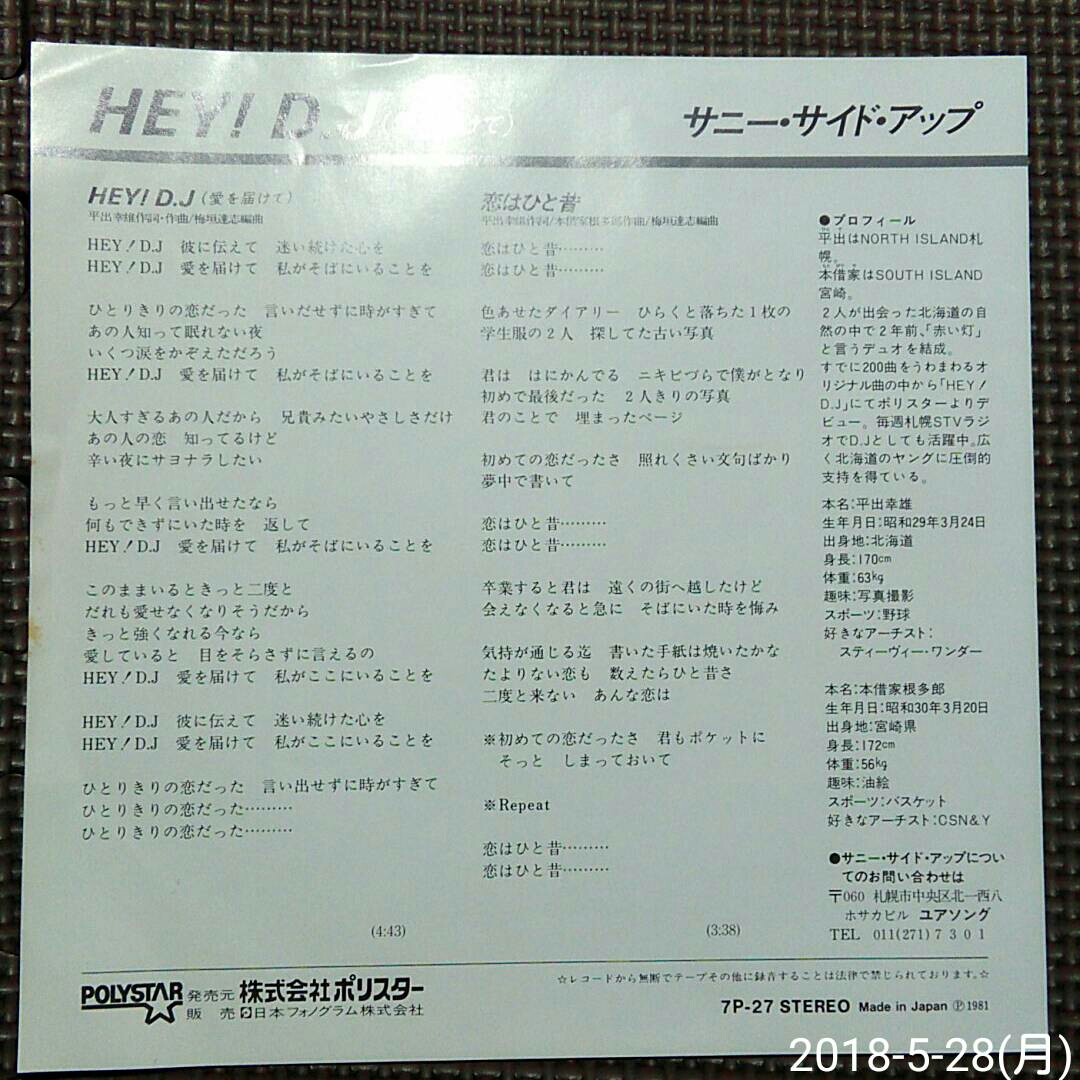 HEY! D.J (愛を届けて)
サニー・サイド・アップ
HEY! D.J (愛を届けて)
平出幸雄作詞・作曲/梅垣達志編曲
HEY!D.J 彼に伝えて 迷い続けた心を
HEY!D.J 愛を届けて 私がそばにいることを
ひとりきりの恋だった 言いだせずに時がすぎて
あの人知って眠れない夜
いくつ涙をかぞえただろう
HEY!D.J 愛を届けて 私がそばにいることを
大人すぎるあの人だから 兄貴みたいやさしさだけ
あの人の恋 知ってるけど
辛い夜にサヨナラしたい
もっと早く言い出せたなら
何もできずにいた時を 返して
HEY!D.J 愛を届けて 私がそばにいることを
このままいるときっと二度と
だれも愛せなくなりそうだから
きっと強くなれる今なら
愛していると 目をそらさずに言えるの
HEY!D.J 愛を届けて 私がここにいることを
HEY!D.J 彼に伝えて 迷い続けた心を
HEY!D.J 愛を届けて 私がここにいることを
ひとりきりの恋だった 言い出せずに時がすぎて
ひとりきりの恋だった………
ひとりきりの恋だった………
(4:43)
恋はひと昔
平出幸雄作詞/本借家根多郎作曲/梅垣達志編曲
恋はひと昔………
恋はひと昔………
色あせたダイアリー ひらくと落ちた1枚の
学生服の2人 探してた古い写真
君は はにかんでる ニキビづらで僕がとなり
初めで最後だった 2人きりの写真
君のことで 埋まったページ
初めての恋だったさ 照れくさい文句ばかり
夢中で書いて
恋はひと昔………
恋はひと昔………
卒業すると君は 遠くの街へ越したけど
会えなくなると急に そばにいた時を悔み
気持が通じる迄 書いた手紙は焼いたかな
たよりない恋も 数えたらひと昔さ
二度と来ない あんな恋は
※初めての恋だったさ 君もポケットに
そっと しまっておいて
※Repeat
恋はひと昔………
恋はひと昔………
(3:38)
●プロフィール
平出はNORTH ISLAND札
幌。
本借家はSOUTH ISLAND
宮崎。
2人が出会った北海道の自
然の中で2年前、「赤い灯」
と言うデュオを結成。
すでに200曲をうわまわるオ
リジナル曲の中から「HEY!
D.J」にてポリスターよりデ
ビュー。毎週札幌STVラジ
オでD.Jとしても活躍中。広
く北海道のヤングに圧倒的
支持を得ている。
本名:平出幸雄
生年月日:昭和29年3月24日
出身地:北海道
身長:170cm
体重:63kg
趣味:写真撮影
スポーツ:野球
好きなアーチスト:
スティーヴィー・ワンダー
本名:本借家根多郎
生年月日:昭和30年3月20日
出身地:宮崎県
身長:172cm
体重:56kg
趣味:油絵
スポーツ:バスケット
好きなアーチスト:CSN&Y
●サニー・サイド・アップについ
てのお問い合わせは
〒060 札幌市中央区北一西八
ホサカビル ユアソング
TEL 011(271)7301
☆レコードから無断でテープその他に録音することは法律で禁じられております。☆
POLYSTAR 発売元 株式会社ポリスター
販売 日本フォノグラム株式会社
7P-27 STEREO Made in Japan Ⓟ1981
2018-5-28(月)